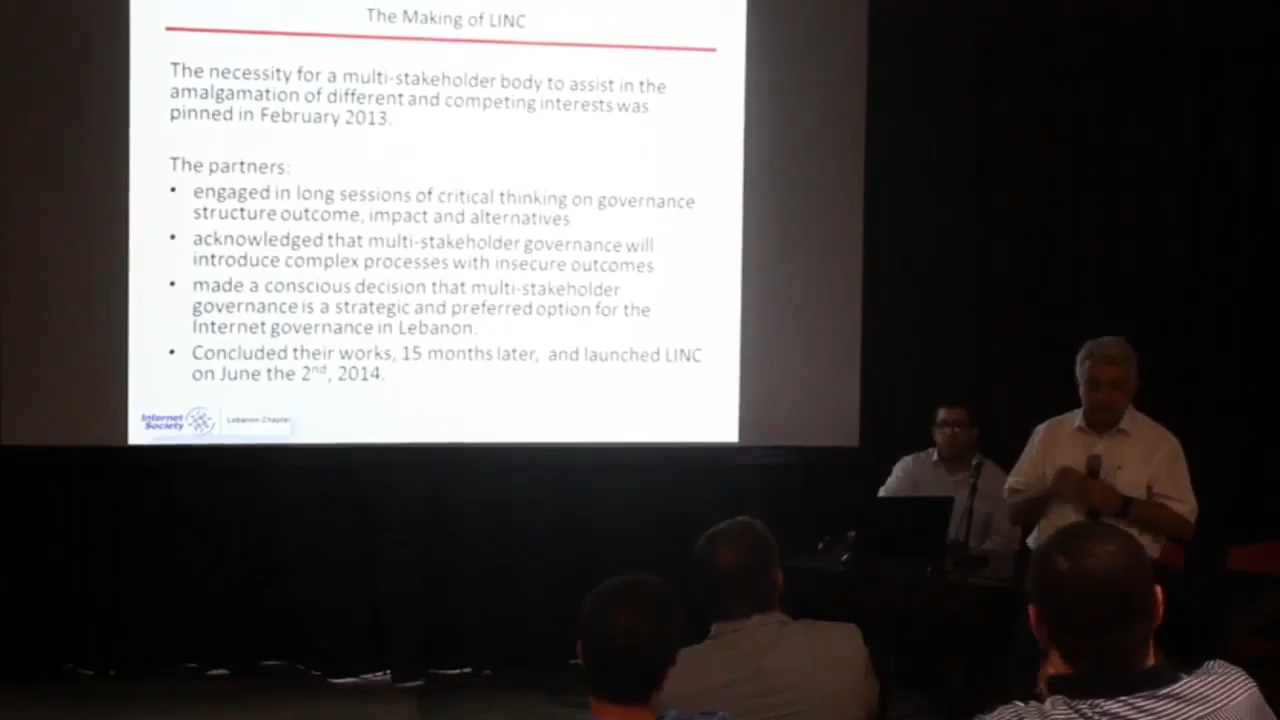 The Making of LINC
The necessity for a multi-stakeholder body to assist in the
amalgamation of different and competing interests was
pinned in February 2013.
The partners:
• engaged in long sessions of critical thinking on governance
structure outcome, impact and alternatives
• acknowledged that multi-stakeholder governance will
introduce complex processes with insecure outcomes
• made a conscious decision that multi-stakeholder
governance is a strategic and preferred option for the
Internet governance in Lebanon.
• Concluded their works, 15 months later, and launched LINC
on June the 2nd, 2014.
Internet
Society
Lebanon Chapter